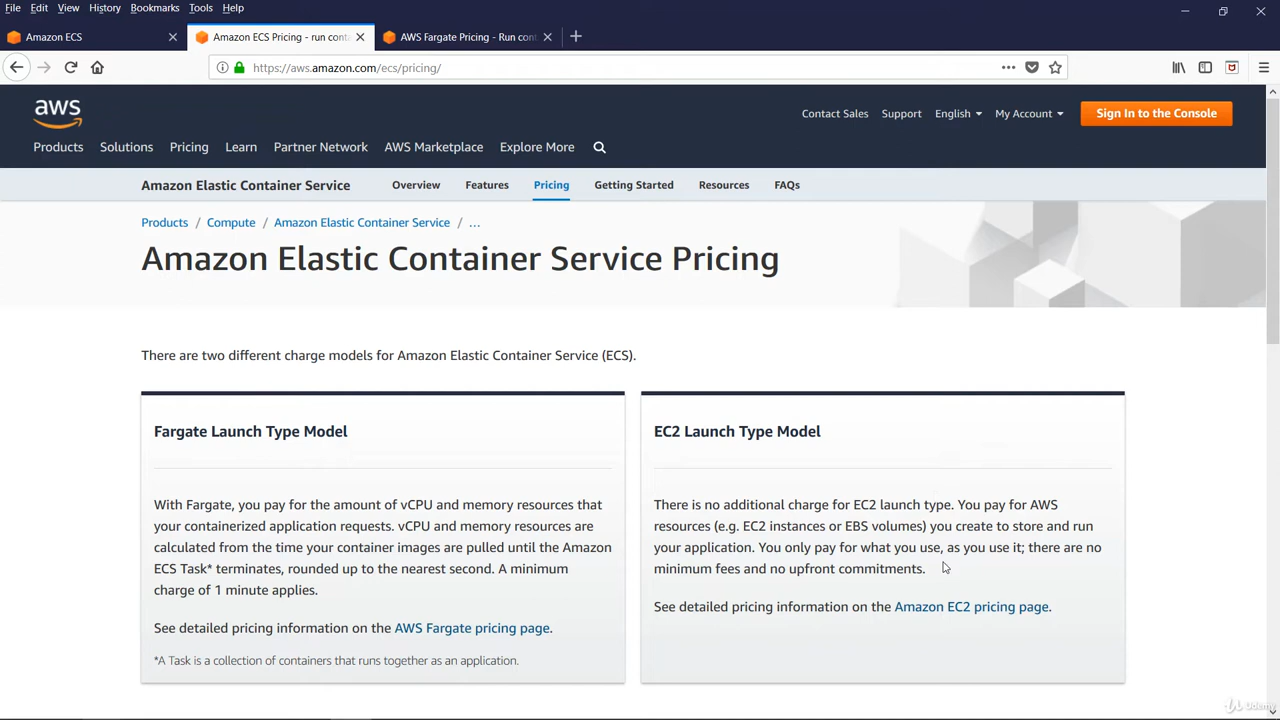 File Edit View History Bookmarks Tools Help
Amazon ECS
Amazon ECS Pricing - run cont
AWS Fargate Pricing - Run cont
https://aws.amazon.com/ecs/pricing/
aws
Contact Sales Support English My Account Sign In to the Console
Products Solutions Pricing Learn Partner Network AWS Marketplace Explore More
Amazon Elastic Container Service Overview Features Pricing Getting Started Resources FAQs
Products / Compute / Amazon Elastic Container Service / ...
Amazon Elastic Container Service Pricing
There are two different charge models for Amazon Elastic Container Service (ECS).
Fargate Launch Type Model
With Fargate, you pay for the amount of vCPU and memory resources that
your containerized application requests. vCPU and memory resources are
calculated from the time your container images are pulled until the Amazon
ECS Task* terminates, rounded up to the nearest second. A minimum
charge of 1 minute applies.
See detailed pricing information on the AWS Fargate pricing page.
*A Task is a collection of containers that runs together as an application.
EC2 Launch Type Model
There is no additional charge for EC2 launch type. You pay for AWS
resources (e.g. EC2 instances or EBS volumes) you create to store and run
your application. You only pay for what you use, as you use it; there are no
minimum fees and no upfront commitments.
See detailed pricing information on the Amazon EC2 pricing page.
Udemy